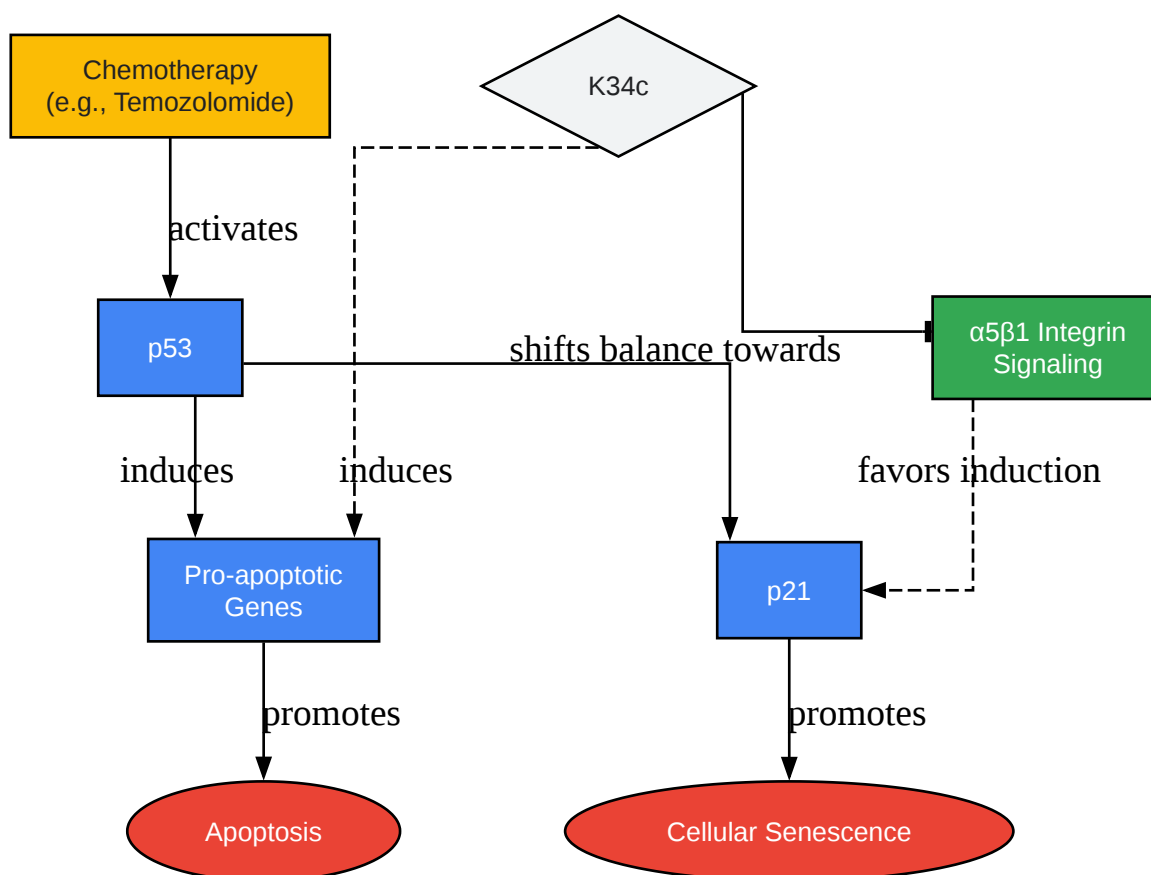 Chemotherapy
(e.g., Temozolomide)
K34c
activates
p53
shifts balance towards
α5β1 Integrin
Signaling
induces
induces
favors induction
Pro-apoptotic
Genes
p21
promotes
promotes
Apoptosis
Cellular Senescence